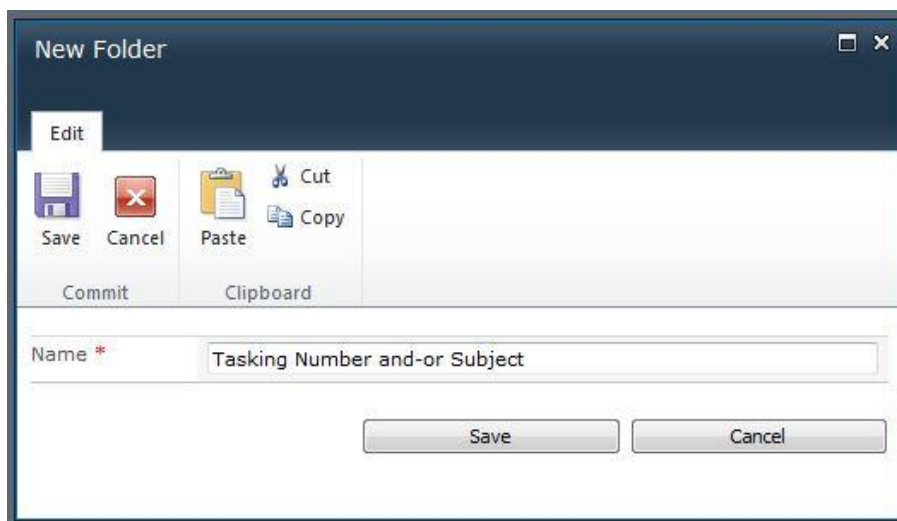 New Folder
Edit
Cut
Copy
Save Cancel Paste
Commit Clipboard
Name * Tasking Number and-or Subject
Save Cancel